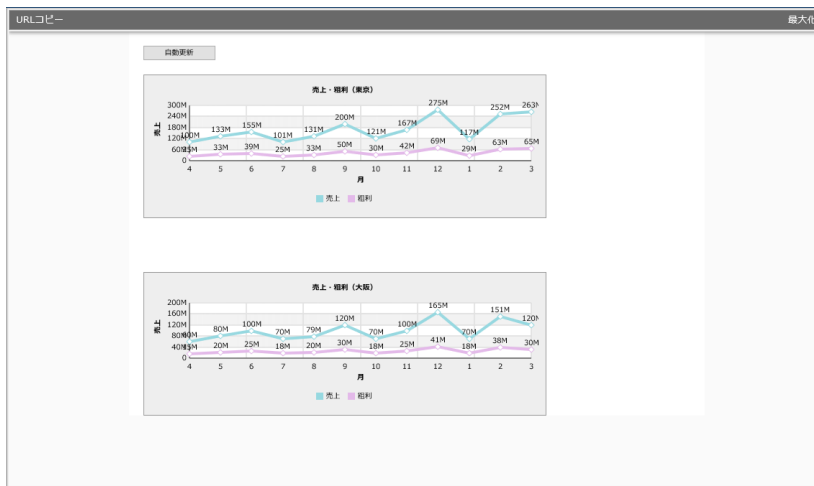 URLコピー 最大化
自動更新
売上・粗利（東京）
300M
240M
180M
120M
60M
0
売上
100M 133M 155M 101M 131M 200M 121M 167M 275M 117M 252M 263M
25M 33M 39M 25M 33M 50M 30M 42M 69M 29M 63M 65M
4 5 6 7 8 9 10 11 12 1 2 3
月
売上 粗利
売上・粗利（大阪）
200M
160M
120M
80M
40M
0
売上
60M 80M 100M 70M 79M 120M 70M 100M 165M 70M 151M 120M
15M 20M 25M 18M 20M 30M 18M 25M 41M 18M 38M 30M
4 5 6 7 8 9 10 11 12 1 2 3
月
売上 粗利